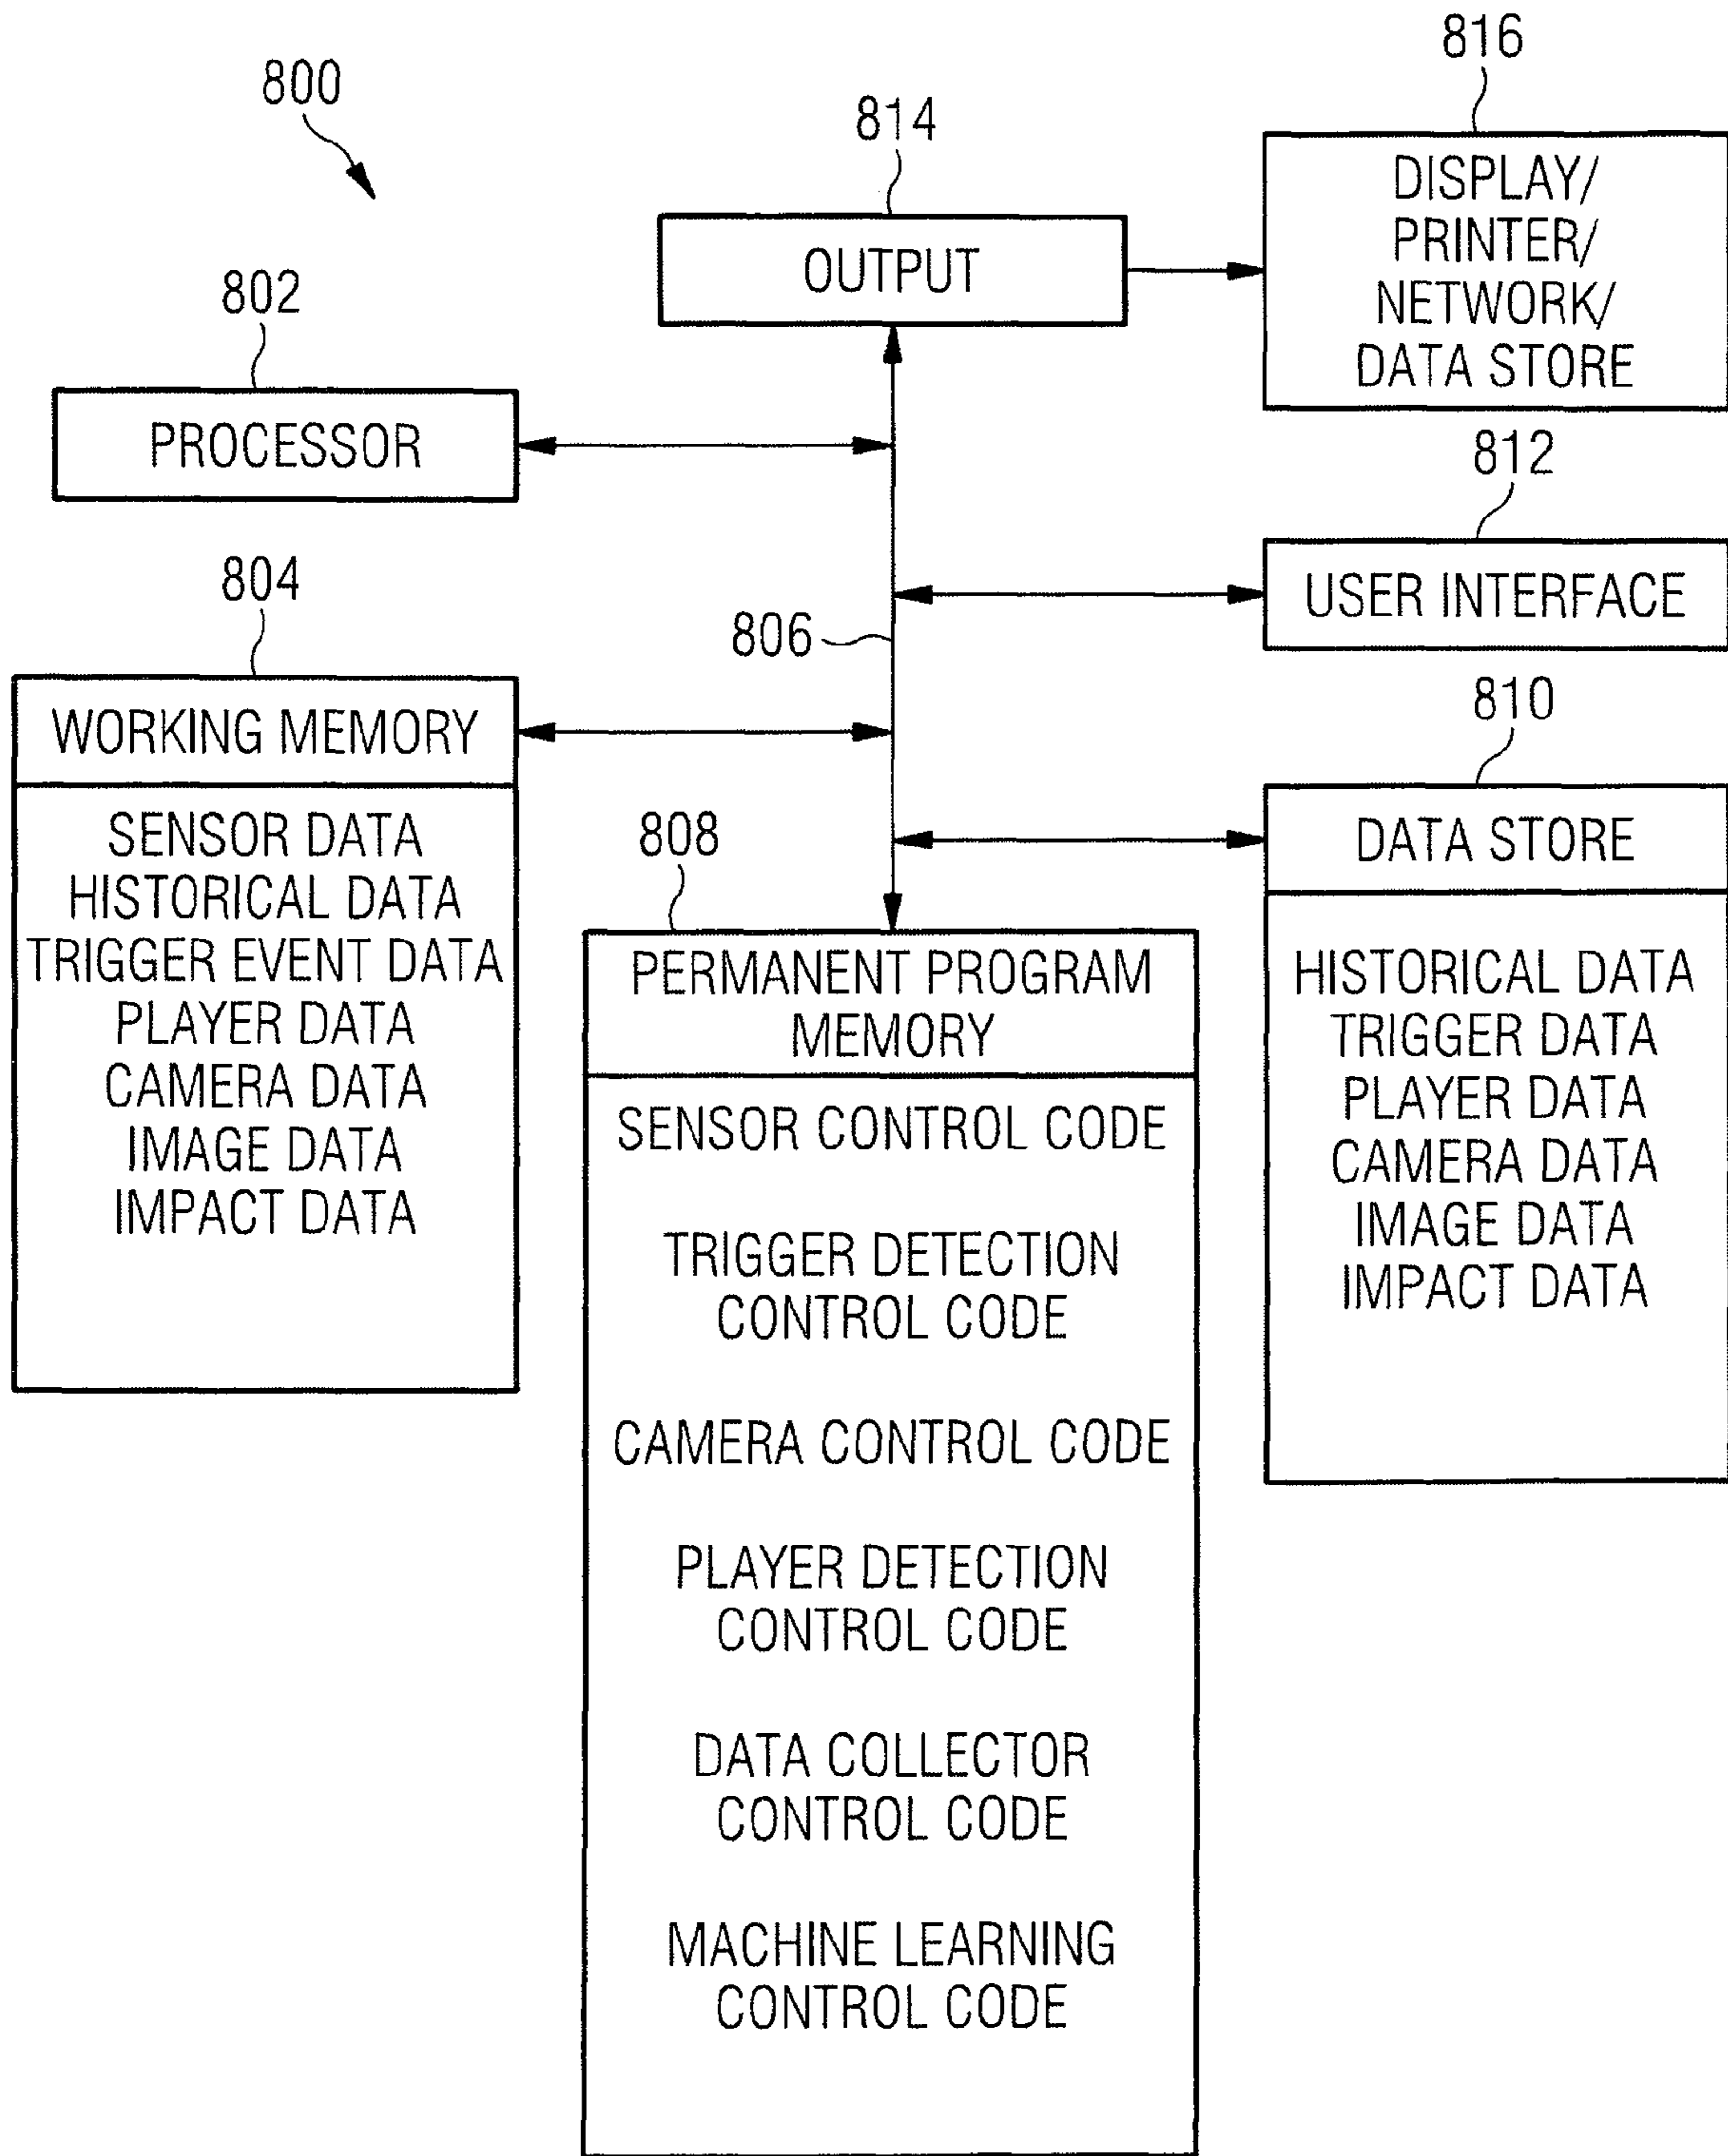 800
816
DISPLAY/
PRINTER/
NETWORK/
DATA STORE
814
OUTPUT
802
PROCESSOR
812
USER INTERFACE
806
804
WORKING MEMORY
SENSOR DATA
HISTORICAL DATA
TRIGGER EVENT DATA
PLAYER DATA
CAMERA DATA
IMAGE DATA
IMPACT DATA
810
DATA STORE
HISTORICAL DATA
TRIGGER DATA
PLAYER DATA
CAMERA DATA
IMAGE DATA
IMPACT DATA
808
PERMANENT PROGRAM
MEMORY
SENSOR CONTROL CODE
TRIGGER DETECTION
CONTROL CODE
CAMERA CONTROL CODE
PLAYER DETECTION
CONTROL CODE
DATA COLLECTOR
CONTROL CODE
MACHINE LEARNING
CONTROL CODE